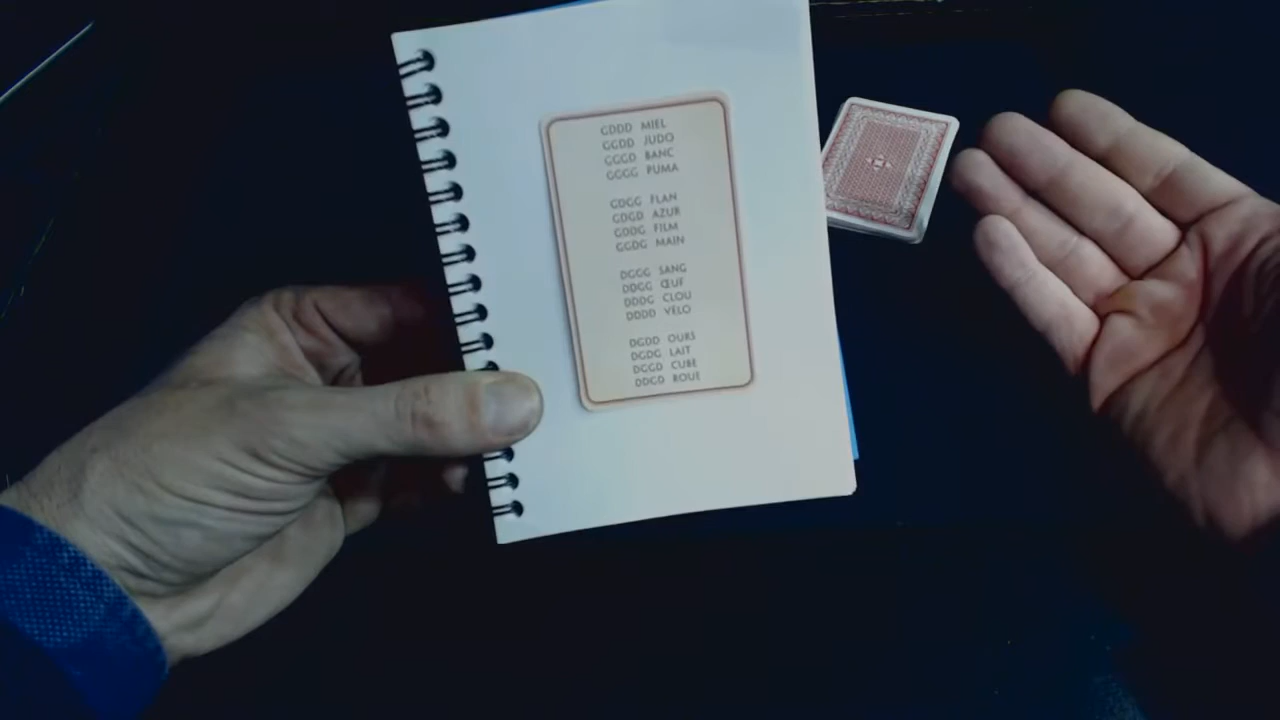 GDDD MIEL
GGDD JUDO
GGGD BANC
GGGG PUMA
GDGG FLAN
GDGD AZUR
GDDG FILM
GGDG MAIN
DGGG SANG
DDGG ŒUF
DDDG CLOU
DDDD VÉLO
DGDD OURS
DGDG LAIT
DGGD CUBE
DDGD ROUE